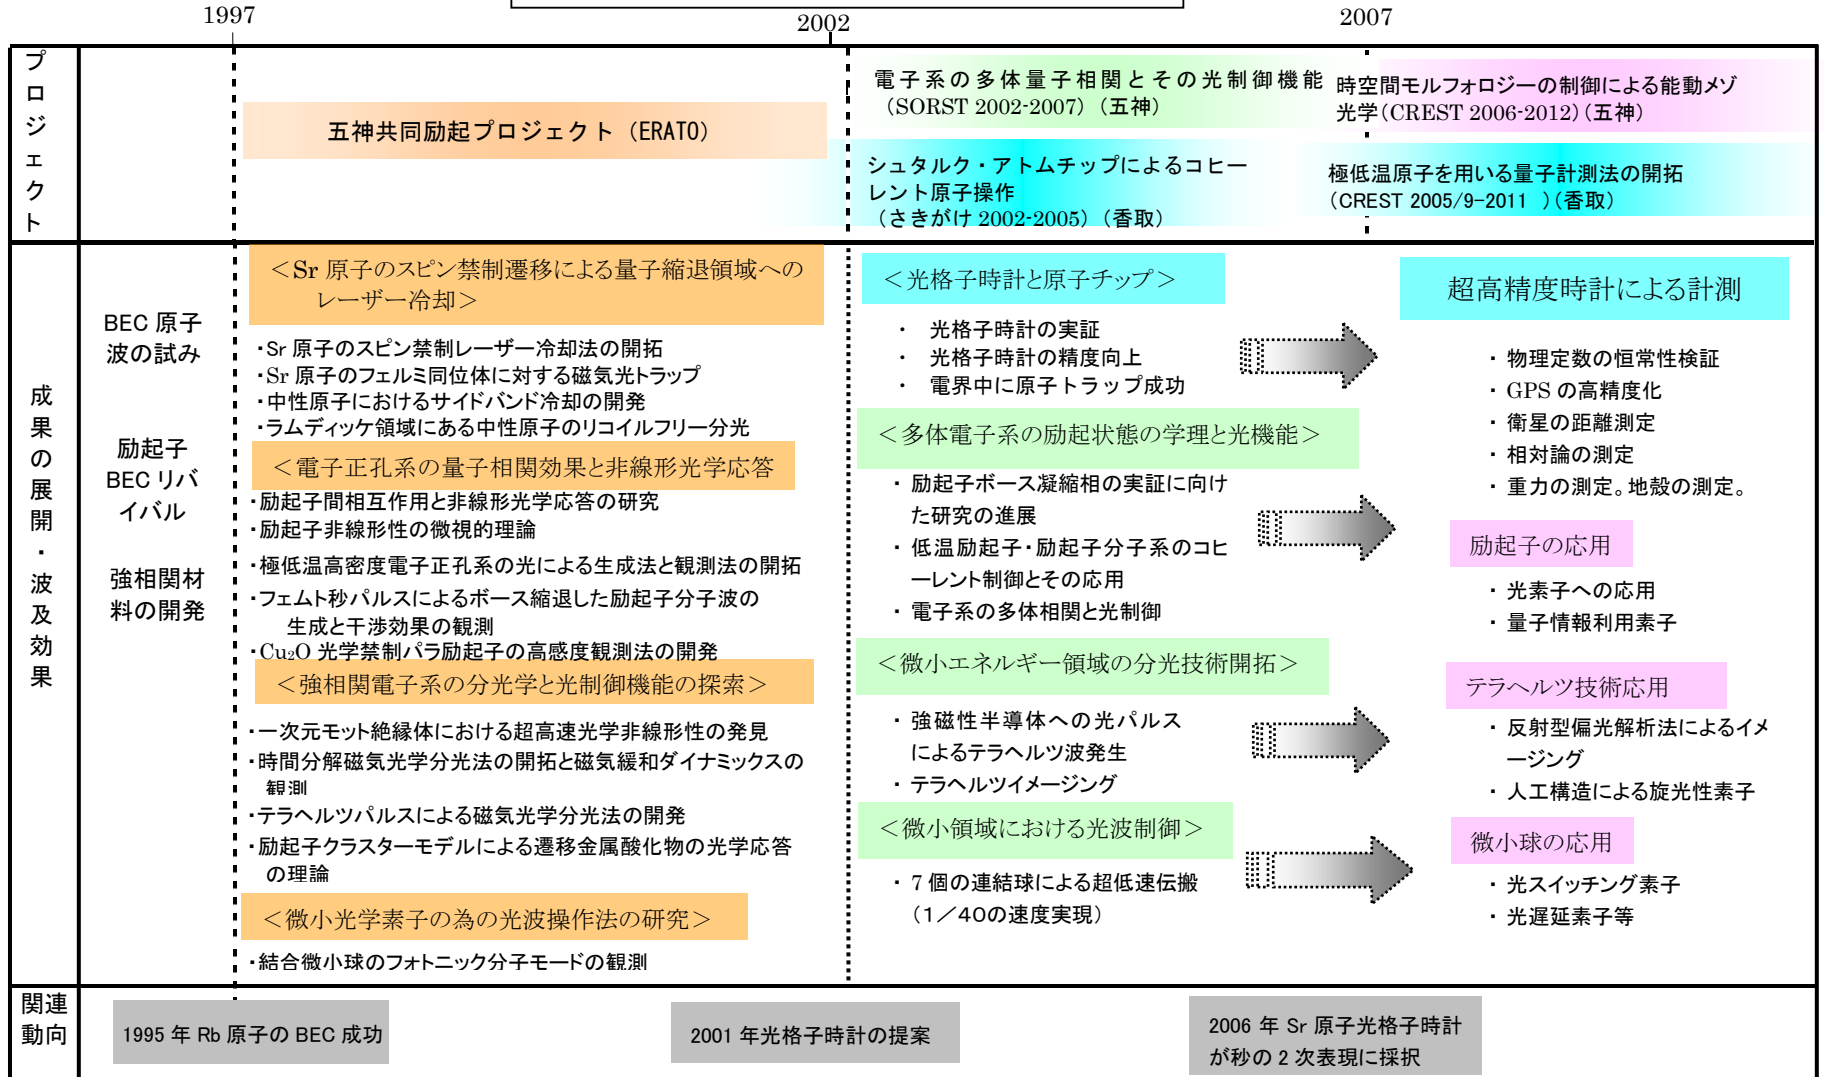 1997
2002
2007
プロジェクト
五神共同励起プロジェクト（ERATO）
電子系の多体量子相関とその光制御機能
（SORST 2002-2007）（五神）
時空間モルフォロジーの制御による能動メゾ
光学(CREST 2006-2012)（五神）
シュタルク・アトムチップによるコヒー
レント原子操作
（さきがけ 2002-2005）（香取）
極低温原子を用いる量子計測法の開拓
（CREST 2005/9-2011 ）（香取）
成果の展開・波及効果
BEC 原子
波の試み
励起子
BEC リバ
イバル
強相関材
料の開発
＜Sr 原子のスピン禁制遷移による量子縮退領域への
レーザー冷却＞
・Sr 原子のスピン禁制レーザー冷却法の開拓
・Sr 原子のフェルミ同位体に対する磁気光トラップ
・中性原子におけるサイドバンド冷却の開発
・ラムディッケ領域にある中性原子のリコイルフリー分光
＜電子正孔系の量子相関効果と非線形光学応答
・励起子間相互作用と非線形光学応答の研究
・励起子非線形性の微視的理論
・極低温高密度電子正孔系の光による生成法と観測法の開拓
・フェムト秒パルスによるボース縮退した励起子分子波の
生成と干渉効果の観測
・Cu₂O 光学禁制パラ励起子の高感度観測法の開発
＜強相関電子系の分光学と光制御機能の探索＞
・一次元モット絶縁体における超高速光学非線形性の発見
・時間分解磁気光学分光法の開拓と磁気緩和ダイナミックスの
観測
・テラヘルツパルスによる磁気光学分光法の開発
・励起子クラスターモデルによる遷移金属酸化物の光学応答
の理論
＜微小光学素子の為の光波操作法の研究＞
・結合微小球のフォトニック分子モードの観測
＜光格子時計と原子チップ＞
・ 光格子時計の実証
・ 光格子時計の精度向上
・ 電界中に原子トラップ成功
＜多体電子系の励起状態の学理と光機能＞
・ 励起子ボース凝縮相の実証に向け
た研究の進展
・ 低温励起子・励起子分子系のコヒ
ーレント制御とその応用
・ 電子系の多体相関と光制御
＜微小エネルギー領域の分光技術開拓＞
・ 強磁性半導体への光パルス
によるテラヘルツ波発生
・ テラヘルツイメージング
＜微小領域における光波制御＞
・ 7 個の連結球による超低速伝搬
（１／４０の速度実現）
超高精度時計による計測
・ 物理定数の恒常性検証
・ GPS の高精度化
・ 衛星の距離測定
・ 相対論の測定
・ 重力の測定。地殻の測定。
励起子の応用
・ 光素子への応用
・ 量子情報利用素子
テラヘルツ技術応用
・ 反射型偏光解析法によるイメ
ージング
・ 人工構造による旋光性素子
微小球の応用
・ 光スイッチング素子
・ 光遅延素子等
関連
動向
1995 年 Rb 原子の BEC 成功
2001 年光格子時計の提案
2006 年 Sr 原子光格子時計
が秒の 2 次表現に採択